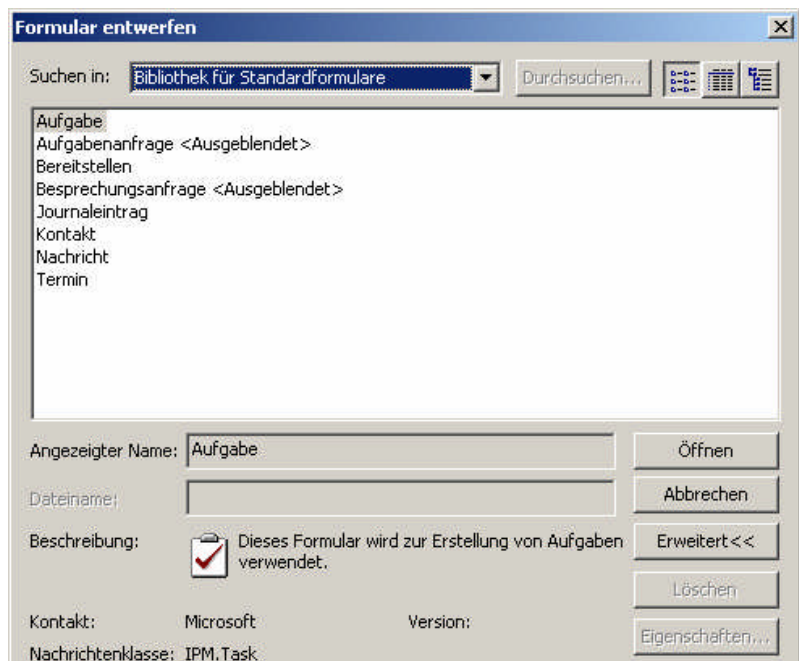 Formular entwerfen
Suchen in: Bibliothek für Standardformulare Durchsuchen...
Aufgabe
Aufgabenanfrage <Ausgeblendet>
Bereitstellen
Besprechungsanfrage <Ausgeblendet>
Journaleintrag
Kontakt
Nachricht
Termin
Angezeigter Name: Aufgabe Öffnen
Dateiname: Abbrechen
Beschreibung: Dieses Formular wird zur Erstellung von Aufgaben Erweitert<<
verwendet.
Löschen
Kontakt: Microsoft Version:
Eigenschaften...
Nachrichtenklasse: IPM.Task